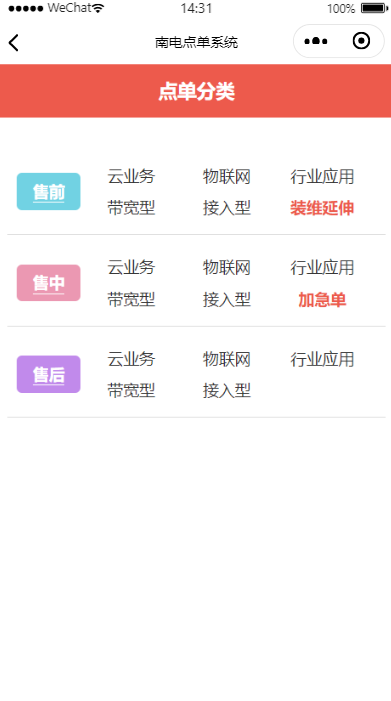 WeChat 14:31 100%
南电点单系统
点单分类
云业务 物联网 行业应用
售前
带宽型 接入型 装维延伸
云业务 物联网 行业应用
售中
带宽型 接入型 加急单
云业务 物联网 行业应用
售后
带宽型 接入型